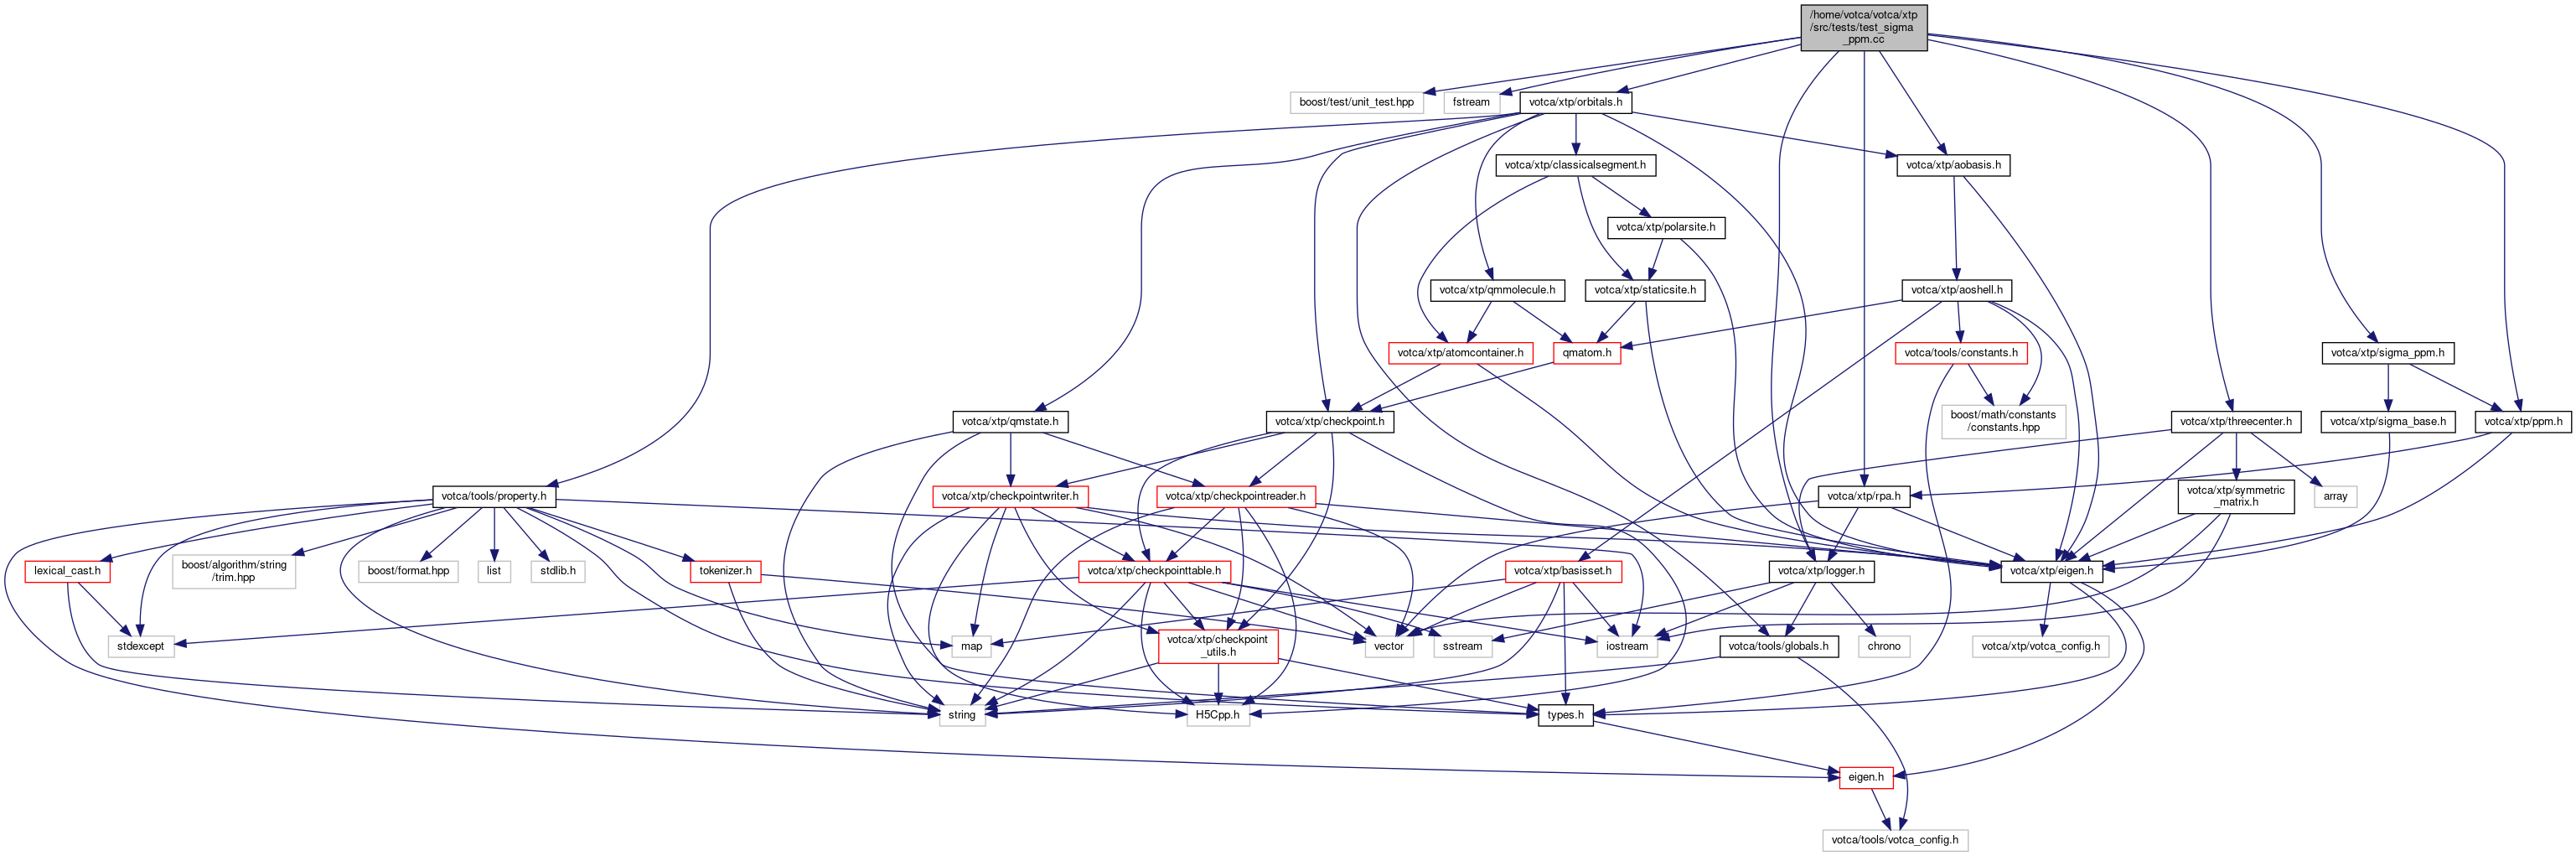 /home/votca/votca/xtp
/src/tests/test_sigma
_ppm.cc
boost/test/unit_test.hpp
fstream
votca/xtp/orbitals.h
votca/xtp/classicalsegment.h
votca/xtp/aobasis.h
votca/xtp/polarsite.h
votca/xtp/qmmolecule.h
votca/xtp/staticsite.h
votca/xtp/aoshell.h
votca/xtp/atomcontainer.h
qmatom.h
votca/tools/constants.h
votca/xtp/sigma_ppm.h
votca/xtp/qmstate.h
votca/xtp/checkpoint.h
boost/math/constants
/constants.hpp
votca/xtp/threecenter.h
votca/xtp/sigma_base.h
votca/xtp/ppm.h
votca/tools/property.h
votca/xtp/checkpointwriter.h
votca/xtp/checkpointreader.h
votca/xtp/rpa.h
votca/xtp/symmetric
_matrix.h
array
lexical_cast.h
boost/algorithm/string
/trim.hpp
boost/format.hpp
list
stdlib.h
tokenizer.h
votca/xtp/checkpointtable.h
votca/xtp/basisset.h
votca/xtp/logger.h
votca/xtp/eigen.h
stdexcept
map
votca/xtp/checkpoint
_utils.h
vector
sstream
iostream
votca/tools/globals.h
chrono
votca/xtp/votca_config.h
string
H5Cpp.h
types.h
eigen.h
votca/tools/votca_config.h